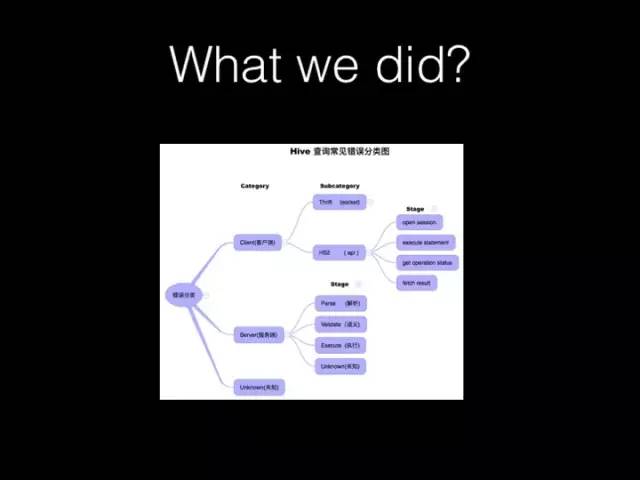 What we did?
Hive 查询常见错误分类图
Category
Subcategory
Thrift (socket)
Stage
open session
Client(客户端)
execute statement
HS2 ( api )
get operation status
fetch result
Stage
错误分类
Parse (解析)
Validate (语义)
Server(服务端)
Execute (执行)
Unknown(未知)
Unknown(未知)